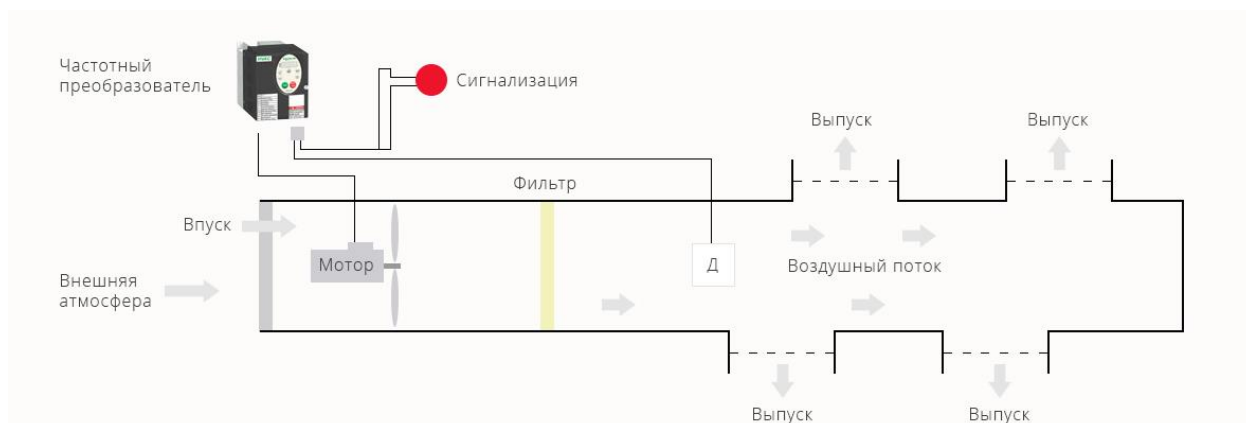 Частотный
преобразователь
Сигнализация
Выпуск
Выпуск
Фильтр
Впуск
Мотор
Д
Воздушный поток
Внешняя
атмосфера
Выпуск
Выпуск